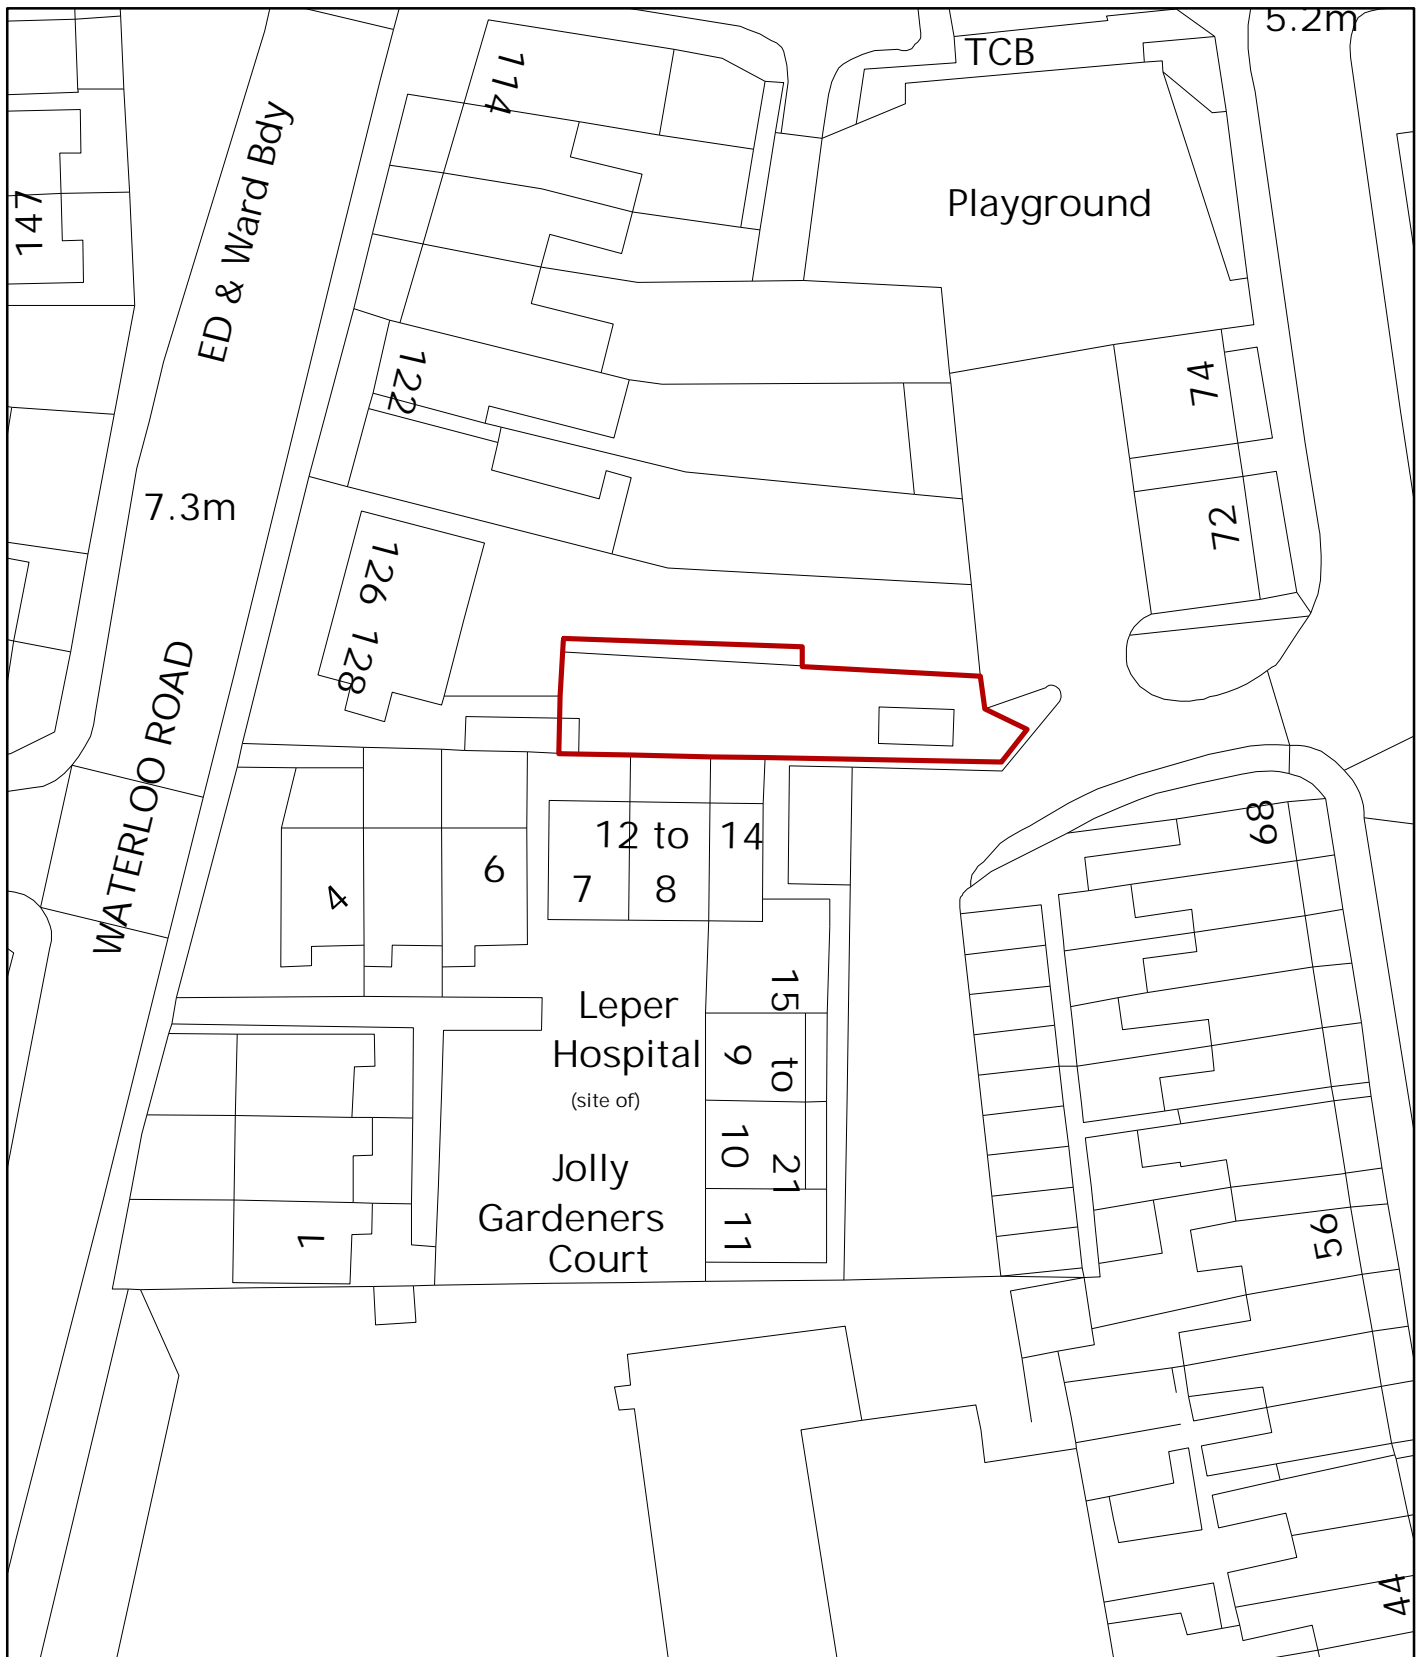 5.2m
TCB
114
ED & Ward Bdy
Playground
147
122
74
7.3m
72
126 128
WATERLOO ROAD
68
12 to 14
6
7 8
4
15 to 21
Leper
Hospital
(site of)
9
10
11
Jolly
Gardeners
Court
1
56
44